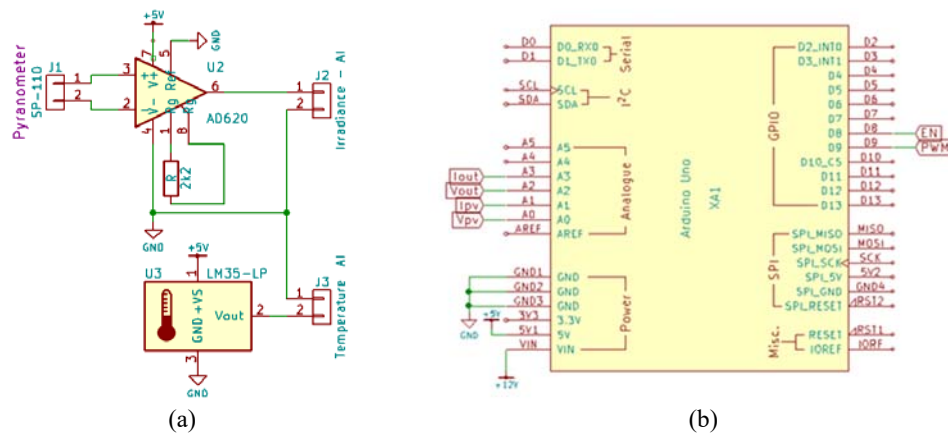 +5V
GND
J1
1
2
SP-110
Pyranometer
3
2
7
V+
V-
5
Ref
Rg
Rg
4
1
8
U2
6
AD620
R
2k2
J2
1
2
Irradiance - AI
GND
+5V
U3
LM35-LP
1
GND +VS
Vout
2
3
GND
J3
1
2
Temperature AI
(a)
D0
D1
D0_RX0
D1_TX0
Serial
SCL
SDA
SCL
SDA
I²C
A5
A4
Iout
A3
Vout
A2
Ipv
A1
Vpv
A0
AREF
A5
A4
A3
A2
A1
A0
AREF
Analogue
GND1
GND2
GND3
3V3
5V1
VIN
GND
GND
GND
3.3V
5V
VIN
Power
GND
+5V
+12V
Arduino Uno
XA1
D2_INT0
D3_INT1
D4
D5
D6
D7
D8
D9
D10_CS
D11
D12
D13
GPIO
D2
D3
D4
D5
D6
D7
D8
EN
D9
PWM
D10
D11
D12
D13
SPI_MISO
SPI_MOSI
SPI_SCK
SPI_5V
SPI_GND
SPI_RESET
SPI
MISO
MOSI
SCK
5V2
GND4
RST2
RESET
IOREF
Misc.
RST1
IORF
(b)